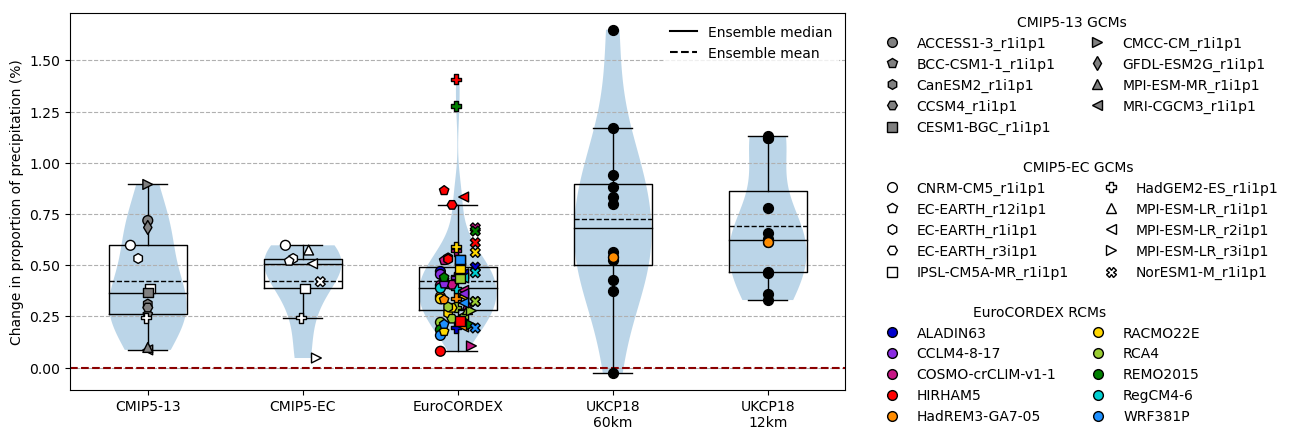 Change in proportion of precipitation (%)
1.50
1.25
1.00
0.75
0.50
0.25
0.00
Ensemble median
Ensemble mean
CMIP5-13
CMIP5-EC
EuroCORDEX
UKCP18
60km
UKCP18
12km
CMIP5-13 GCMs
ACCESS1-3_r1i1p1
BCC-CSM1-1_r1i1p1
CanESM2_r1i1p1
CCSM4_r1i1p1
CESM1-BGC_r1i1p1
CMCC-CM_r1i1p1
GFDL-ESM2G_r1i1p1
MPI-ESM-MR_r1i1p1
MRI-CGCM3_r1i1p1
CMIP5-EC GCMs
CNRM-CM5_r1i1p1
EC-EARTH_r12i1p1
EC-EARTH_r1i1p1
EC-EARTH_r3i1p1
IPSL-CM5A-MR_r1i1p1
HadGEM2-ES_r1i1p1
MPI-ESM-LR_r1i1p1
MPI-ESM-LR_r2i1p1
MPI-ESM-LR_r3i1p1
NorESM1-M_r1i1p1
EuroCORDEX RCMs
ALADIN63
CCLM4-8-17
COSMO-crCLIM-v1-1
HIRHAM5
HadREM3-GA7-05
RACMO22E
RCA4
REMO2015
RegCM4-6
WRF381P